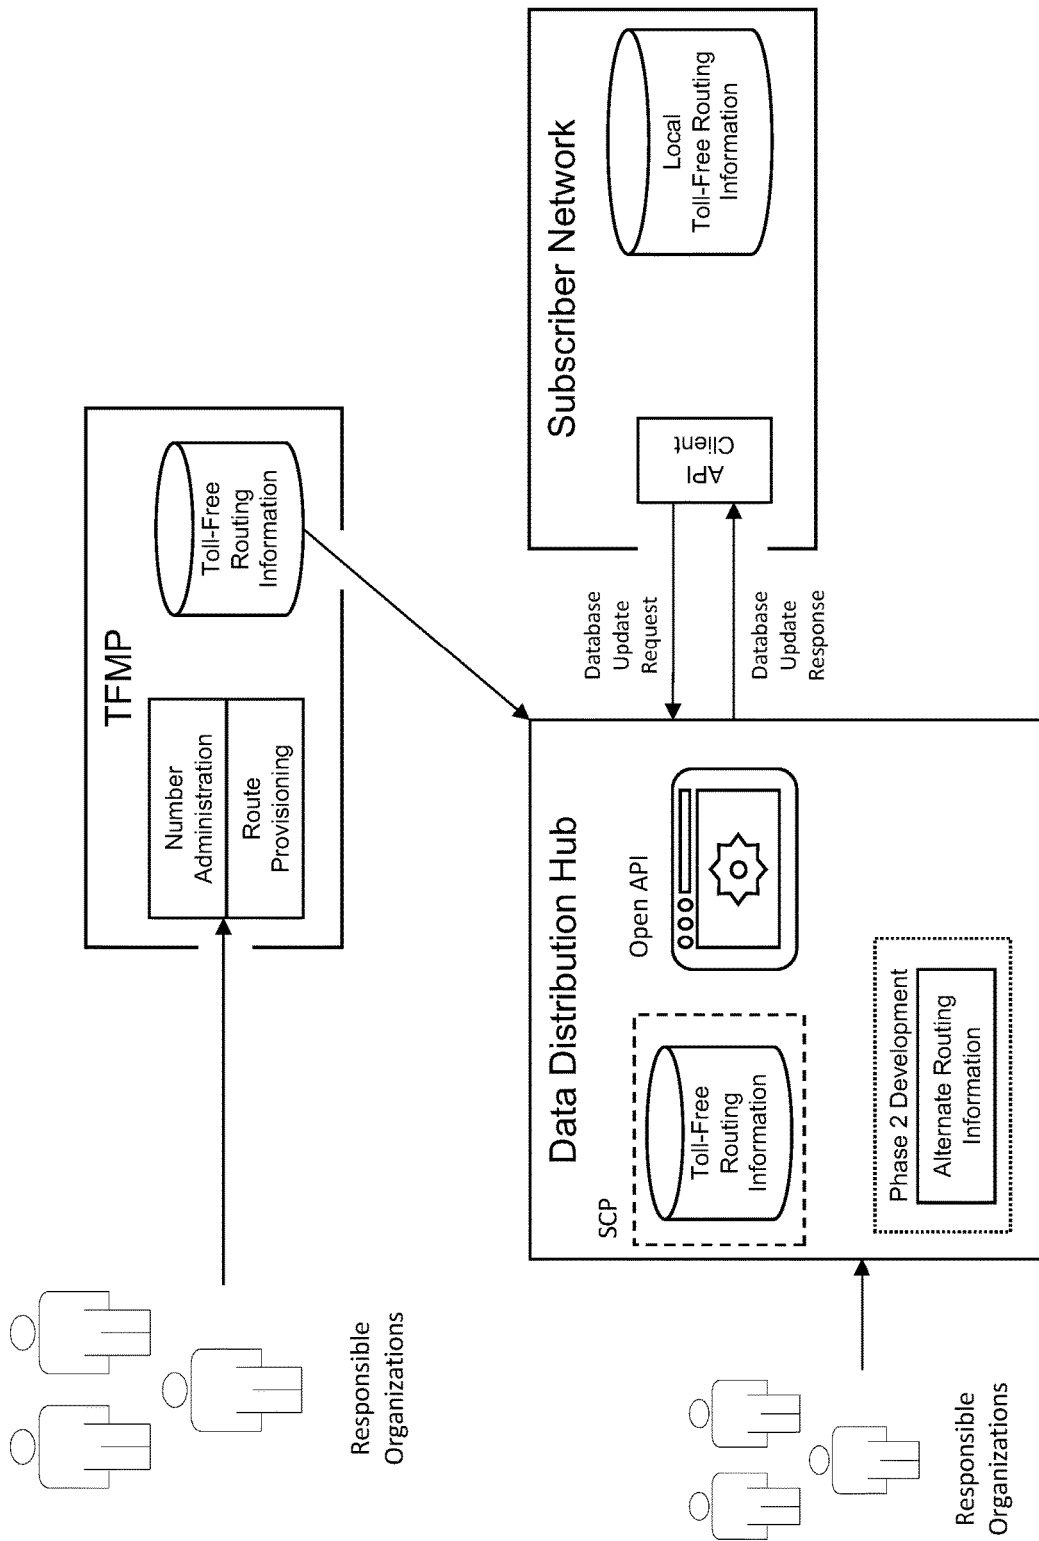 Responsible
Organizations
TFMP
Number
Administration
Route
Provisioning
Toll-Free
Routing
Information
Responsible
Organizations
Data Distribution Hub
SCP
Toll-Free
Routing
Information
Open API
Phase 2 Development
Alternate Routing
Information
Database
Update
Request
Database
Update
Response
Subscriber Network
API
Client
Local
Toll-Free Routing
Information